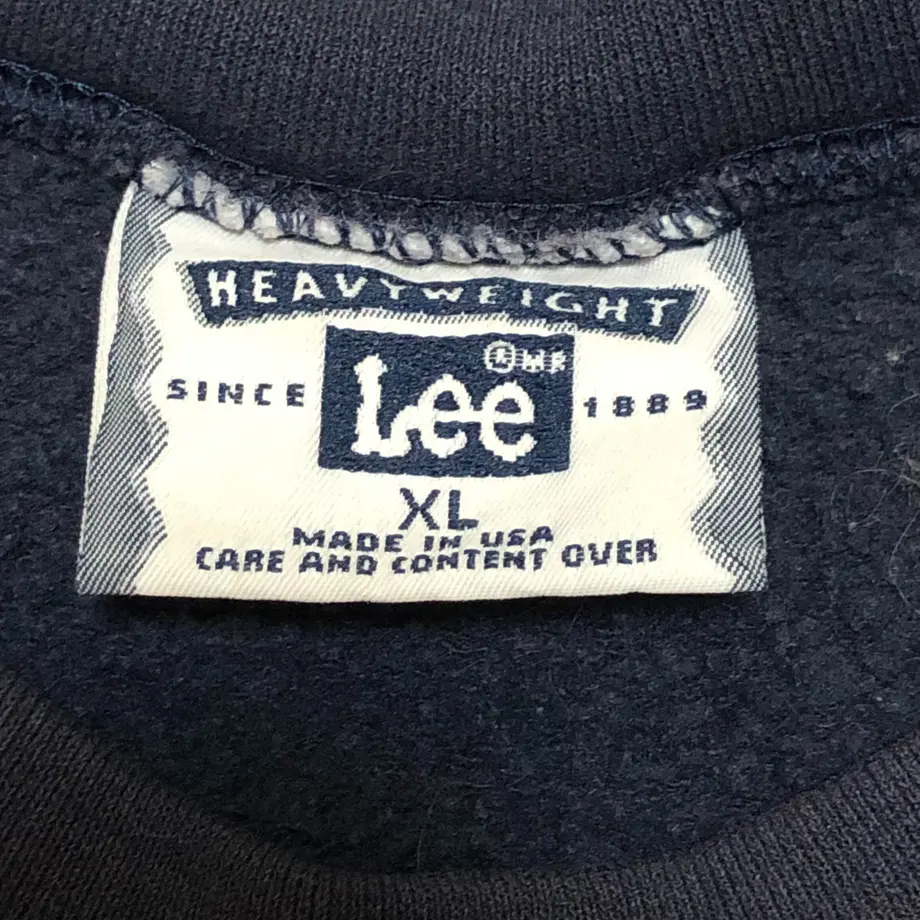 HEAVYWEIGHT
SINCE Lee 1889
XL
MADE IN USA
CARE AND CONTENT OVER